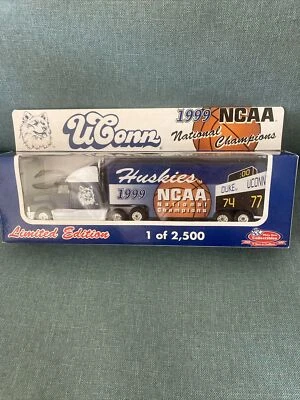 UConn
1999 NCAA
National Champions
Huskies
1999 NCAA
National
Champions
:00
DUKE UCONN
74 77
Limited Edition
1 of 2,500